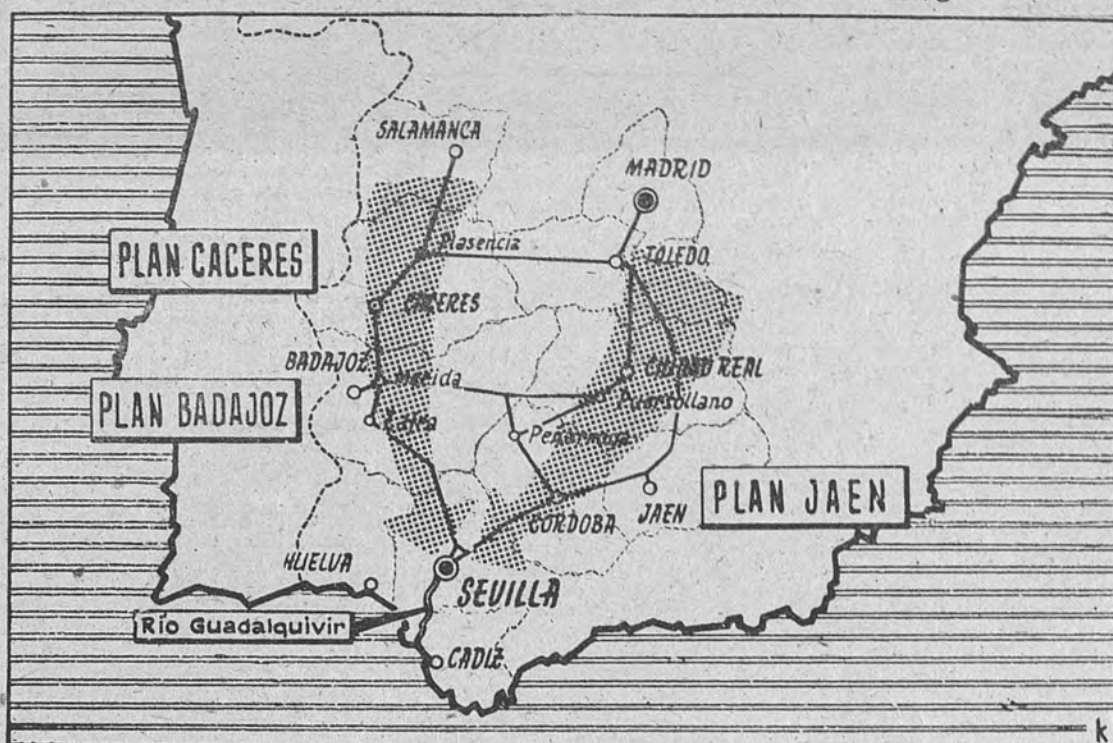 SALAMANCA
MADRID
PLAN CACERES
Plasencia
TOLEDO
CACERES
BADAJOZ
Merida
CIUDAD REAL
PLAN BADAJOZ
Zafra
Puertollano
Peñarroya
PLAN JAEN
JAEN
CORDOBA
HUELVA
SEVILLA
Río Guadalquivir
CADIZ
k